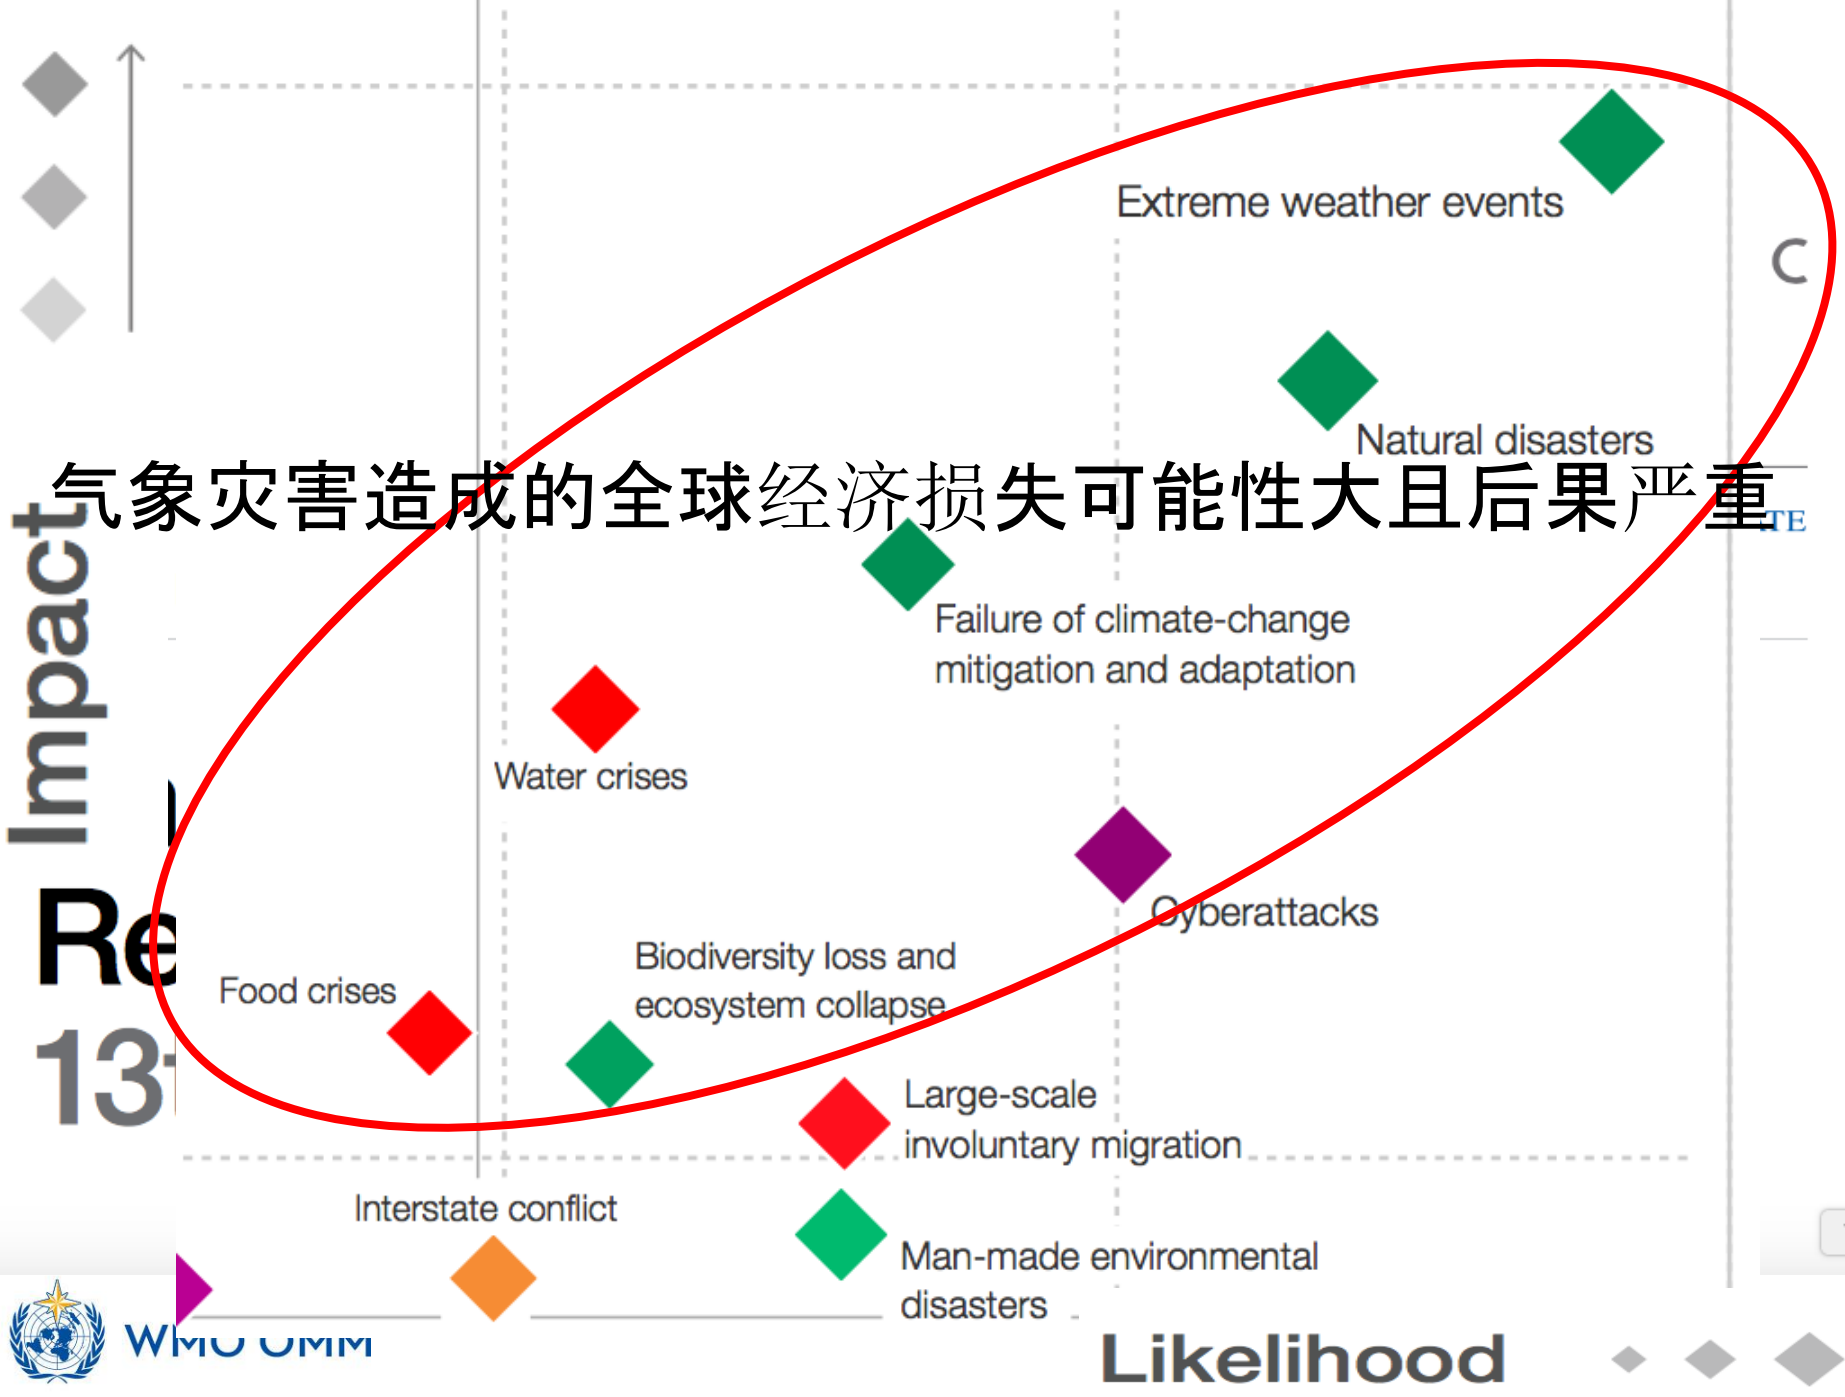 Extreme weather events
C
Natural disasters
气象灾害造成的全球经济损失可能性大且后果严重
TE
Impact
Failure of climate-change
mitigation and adaptation
Water crises
Cyberattacks
Re
Biodiversity loss and
ecosystem collapse
Food crises
13
Large-scale
involuntary migration
Interstate conflict
Man-made environmental
disasters
WMO OMM
Likelihood